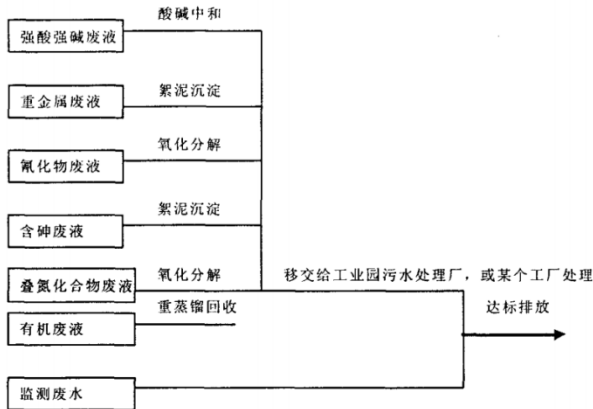 酸碱中和
强酸强碱废液
重金属废液
絮泥沉淀
氰化物废液
氧化分解
含砷废液
絮泥沉淀
叠氮化合物废液
氧化分解
移交给工业园污水处理厂，或某个工厂处理
有机废液
重蒸馏回收
达标排放
监测废水